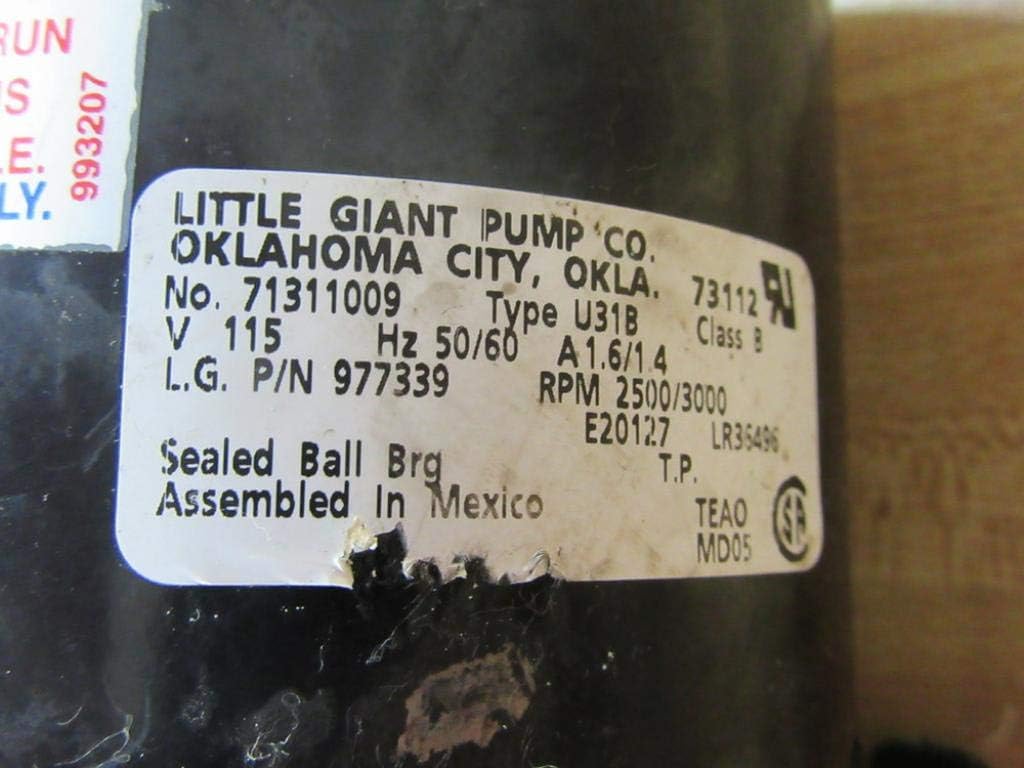 RUN
IS
E.
LY.
993207
LITTLE GIANT PUMP CO.
OKLAHOMA CITY, OKLA. 73112
No. 71311009 Type U31B Class B
V 115 Hz 50/60 A 1.6/1.4
L.G. P/N 977339 RPM 2500/3000
E20127 LR36496
Sealed Ball Brg T.P.
Assembled In Mexico TEAO
MD05